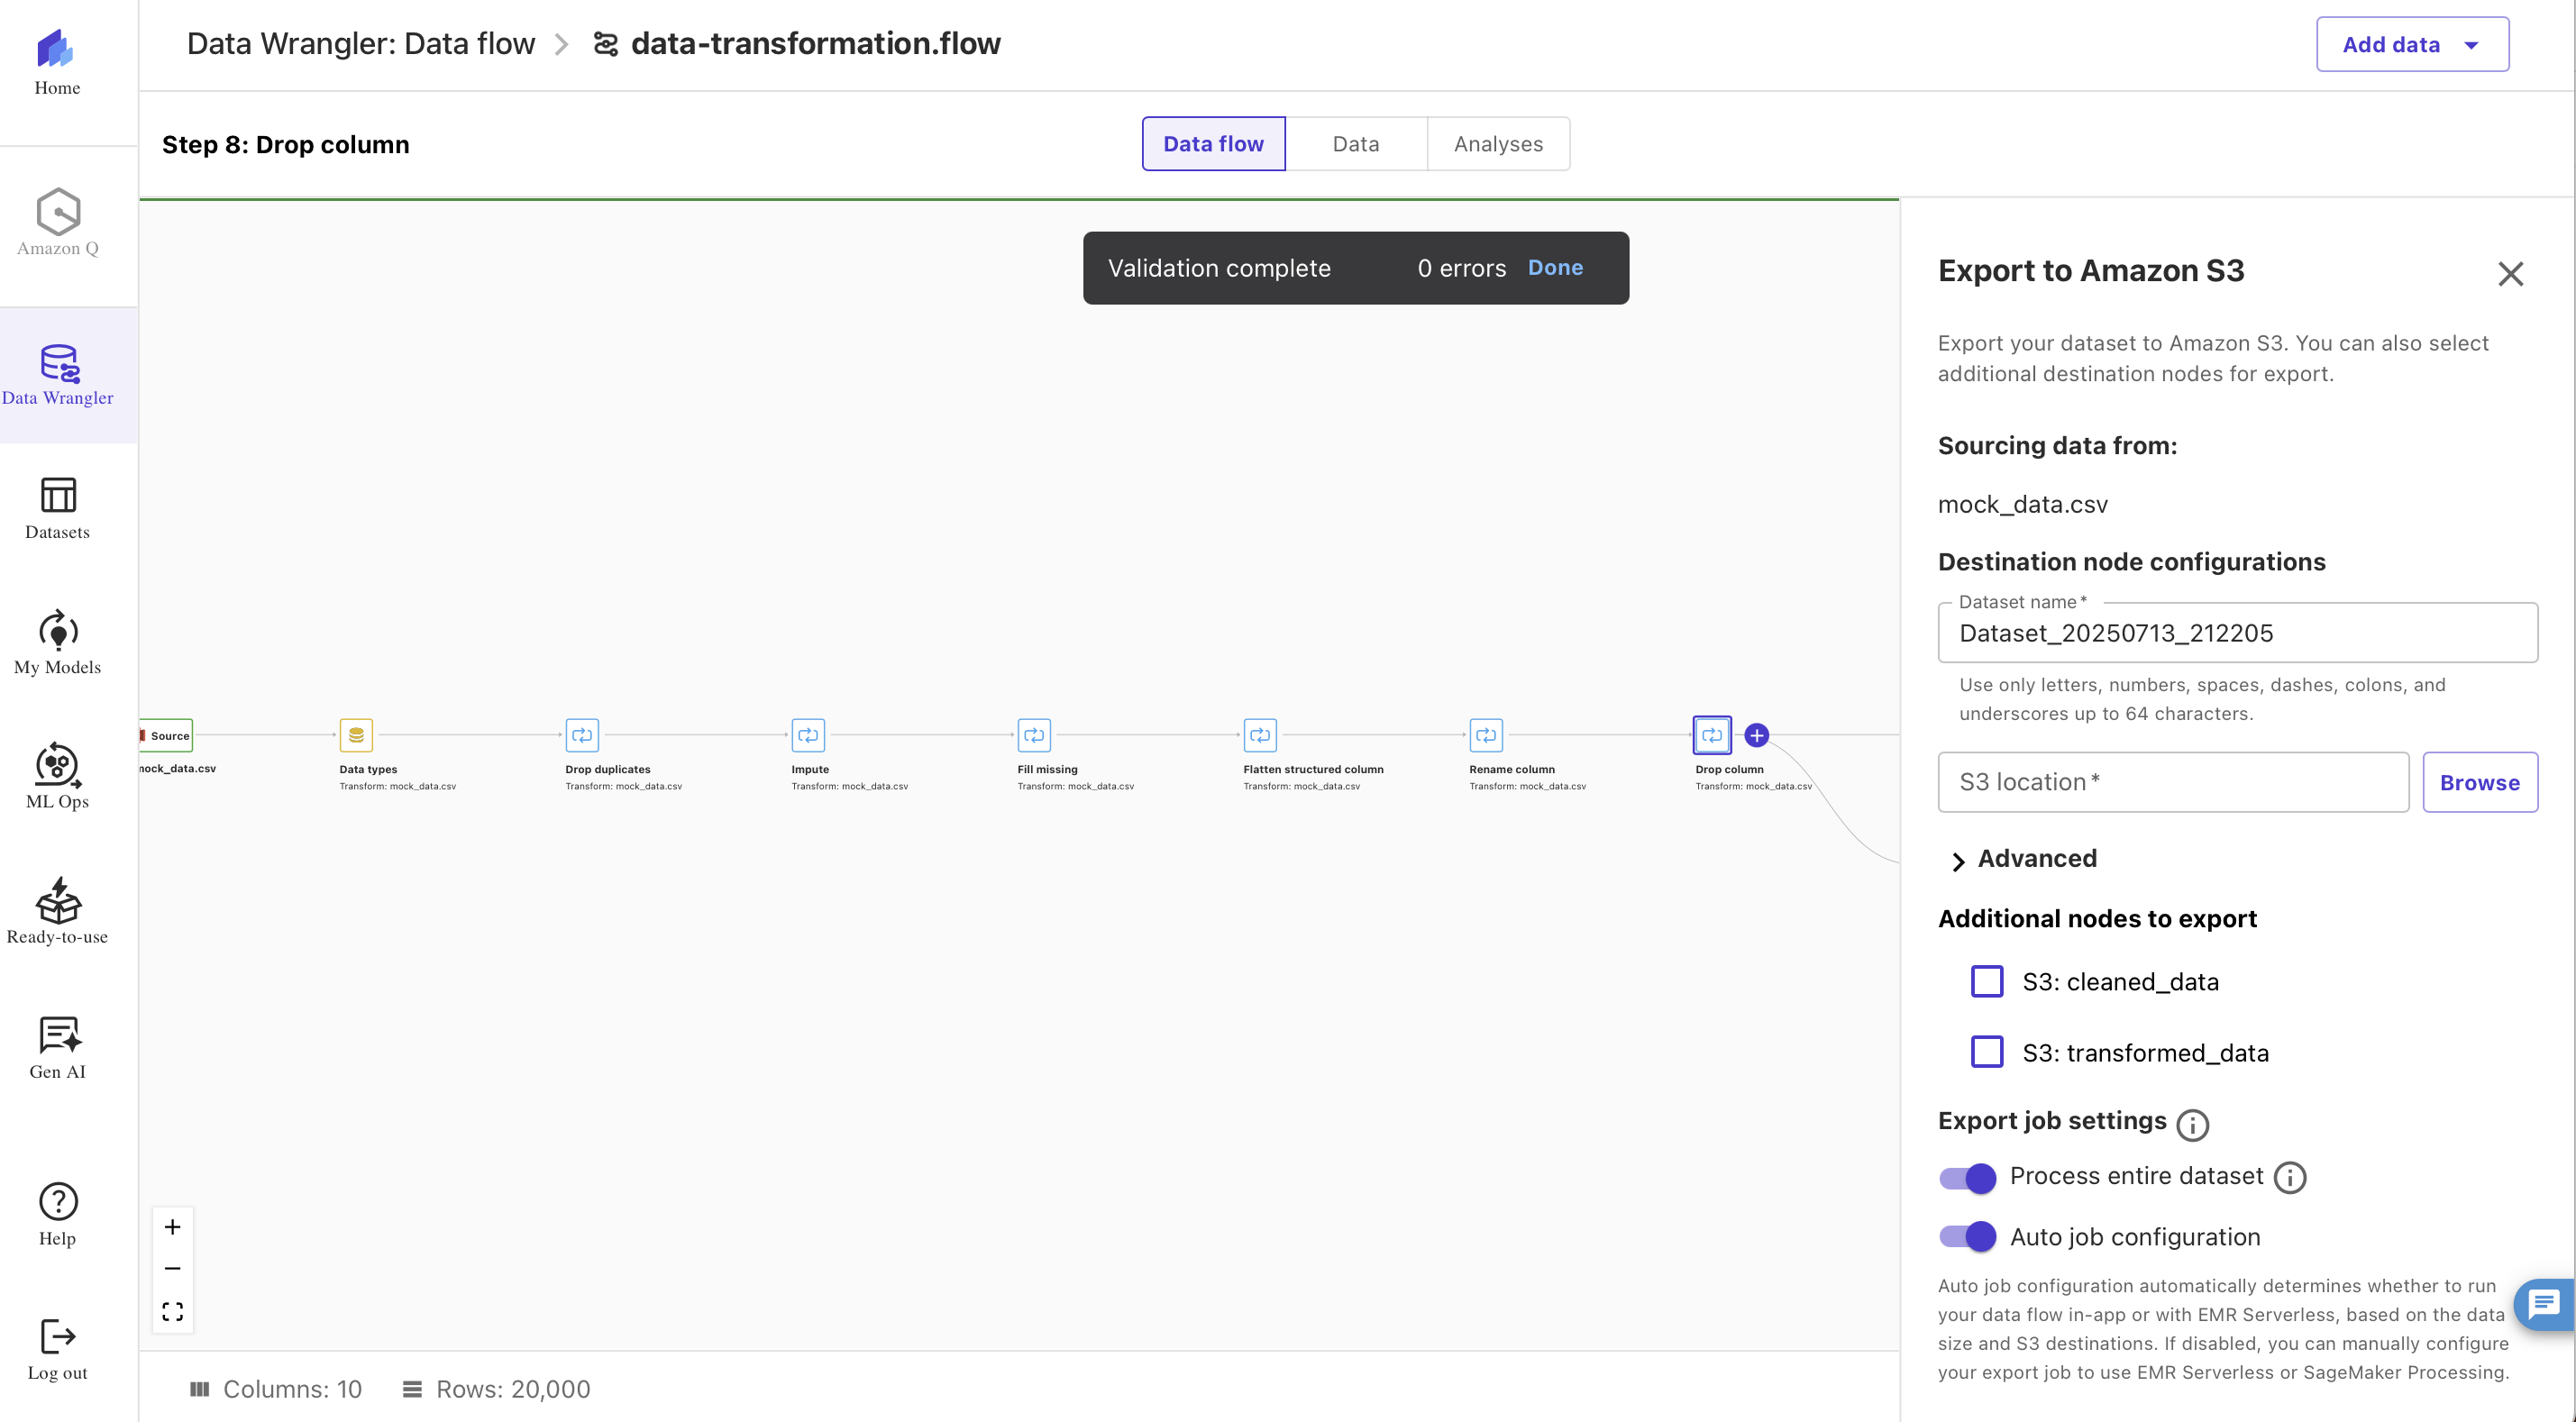 Home
Amazon Q
Data Wrangler
Datasets
My Models
ML Ops
Ready-to-use
Gen AI
Help
Log out
Data Wrangler: Data flow > data-transformation.flow
Add data
Step 8: Drop column
Data flow
Data
Analyses
Validation complete 0 errors Done
Source
mock_data.csv
Data types
Transform: mock_data.csv
Drop duplicates
Transform: mock_data.csv
Impute
Transform: mock_data.csv
Fill missing
Transform: mock_data.csv
Flatten structured column
Transform: mock_data.csv
Rename column
Transform: mock_data.csv
Drop column
Transform: mock_data.csv
Columns: 10
Rows: 20,000
Export to Amazon S3
Export your dataset to Amazon S3. You can also select
additional destination nodes for export.
Sourcing data from:
mock_data.csv
Destination node configurations
Dataset name*
Dataset_20250713_212205
Use only letters, numbers, spaces, dashes, colons, and
underscores up to 64 characters.
S3 location*
Browse
Advanced
Additional nodes to export
S3: cleaned_data
S3: transformed_data
Export job settings
Process entire dataset
Auto job configuration
Auto job configuration automatically determines whether to run
your data flow in-app or with EMR Serverless, based on the data
size and S3 destinations. If disabled, you can manually configure
your export job to use EMR Serverless or SageMaker Processing.